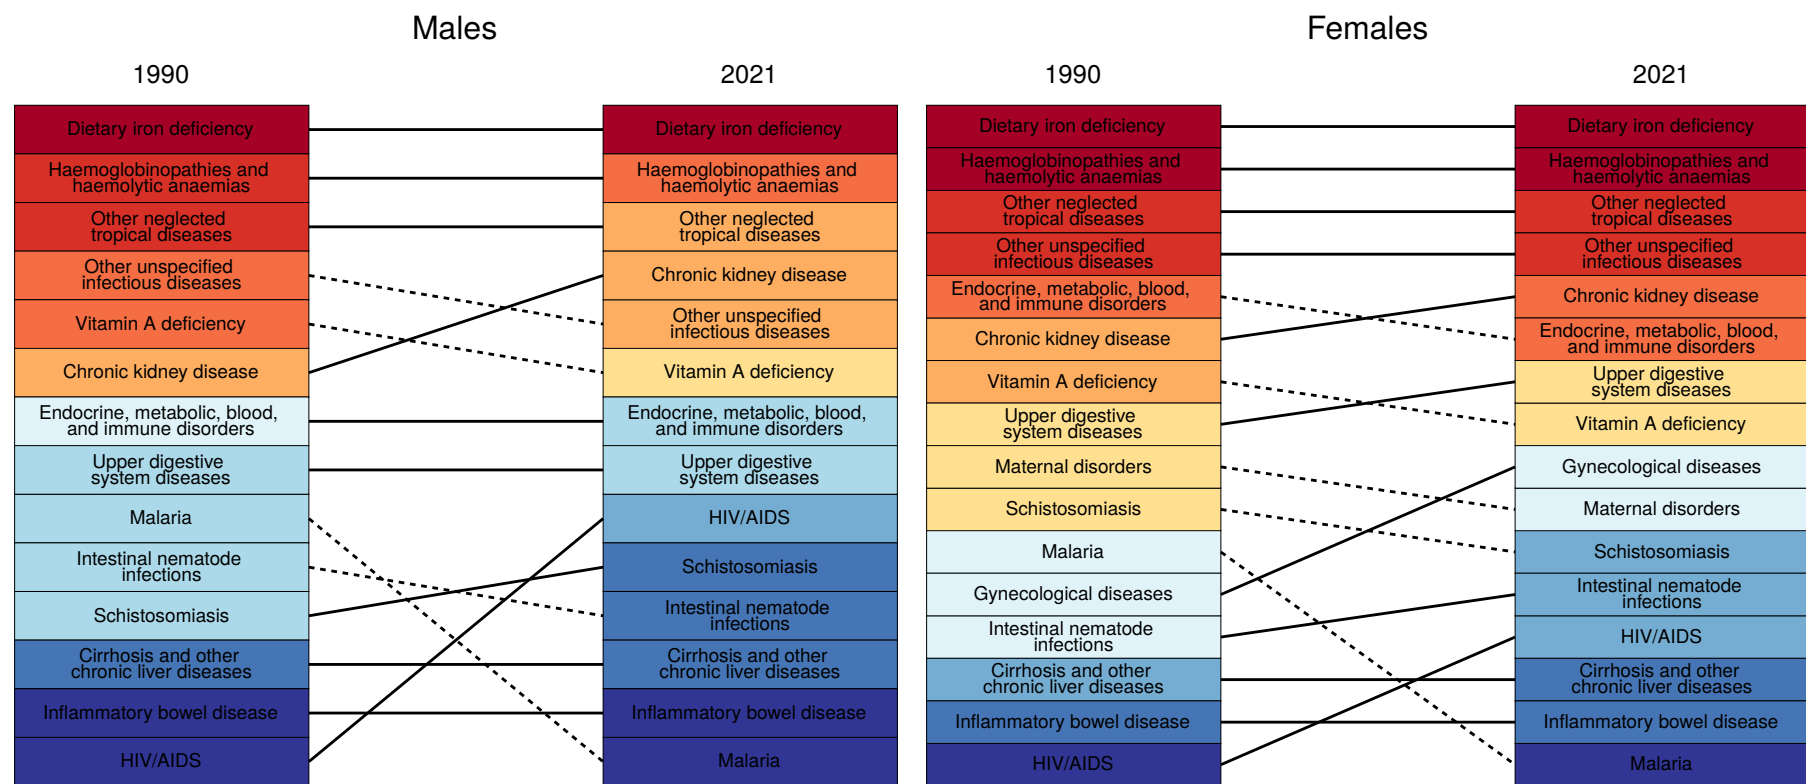 Males
1990
2021
Dietary iron deficiency
Haemoglobinopathies and
haemolytic anaemias
Other neglected
tropical diseases
Other unspecified
infectious diseases
Vitamin A deficiency
Chronic kidney disease
Endocrine, metabolic, blood,
and immune disorders
Upper digestive
system diseases
Malaria
Intestinal nematode
infections
Schistosomiasis
Cirrhosis and other
chronic liver diseases
Inflammatory bowel disease
HIV/AIDS
Dietary iron deficiency
Haemoglobinopathies and
haemolytic anaemias
Other neglected
tropical diseases
Chronic kidney disease
Other unspecified
infectious diseases
Vitamin A deficiency
Endocrine, metabolic, blood,
and immune disorders
Upper digestive
system diseases
HIV/AIDS
Schistosomiasis
Intestinal nematode
infections
Cirrhosis and other
chronic liver diseases
Inflammatory bowel disease
Malaria
Females
1990
2021
Dietary iron deficiency
Haemoglobinopathies and
haemolytic anaemias
Other neglected
tropical diseases
Other unspecified
infectious diseases
Endocrine, metabolic, blood,
and immune disorders
Chronic kidney disease
Vitamin A deficiency
Upper digestive
system diseases
Maternal disorders
Schistosomiasis
Malaria
Gynecological diseases
Intestinal nematode
infections
Cirrhosis and other
chronic liver diseases
Inflammatory bowel disease
HIV/AIDS
Dietary iron deficiency
Haemoglobinopathies and
haemolytic anaemias
Other neglected
tropical diseases
Other unspecified
infectious diseases
Chronic kidney disease
Endocrine, metabolic, blood,
and immune disorders
Upper digestive
system diseases
Vitamin A deficiency
Gynecological diseases
Maternal disorders
Schistosomiasis
Intestinal nematode
infections
HIV/AIDS
Cirrhosis and other
chronic liver diseases
Inflammatory bowel disease
Malaria